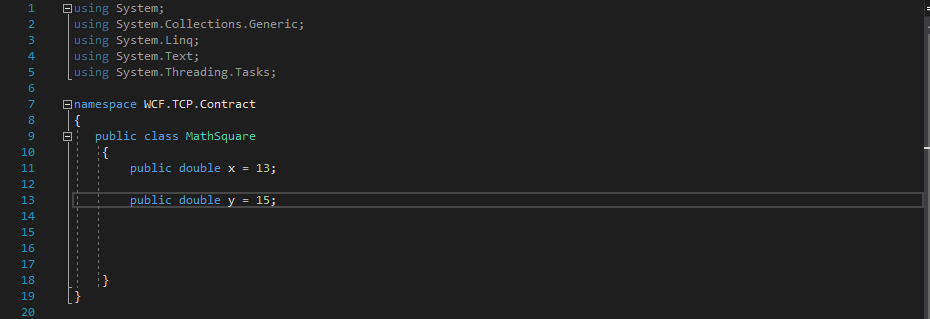 1 using System;
2 using System.Collections.Generic;
3 using System.Linq;
4 using System.Text;
5 using System.Threading.Tasks;
6
7 namespace WCF.TCP.Contract
8 {
9 public class MathSquare
10 {
11 public double x = 13;
12
13 public double y = 15;
14
15
16
17
18 }
19 }
20